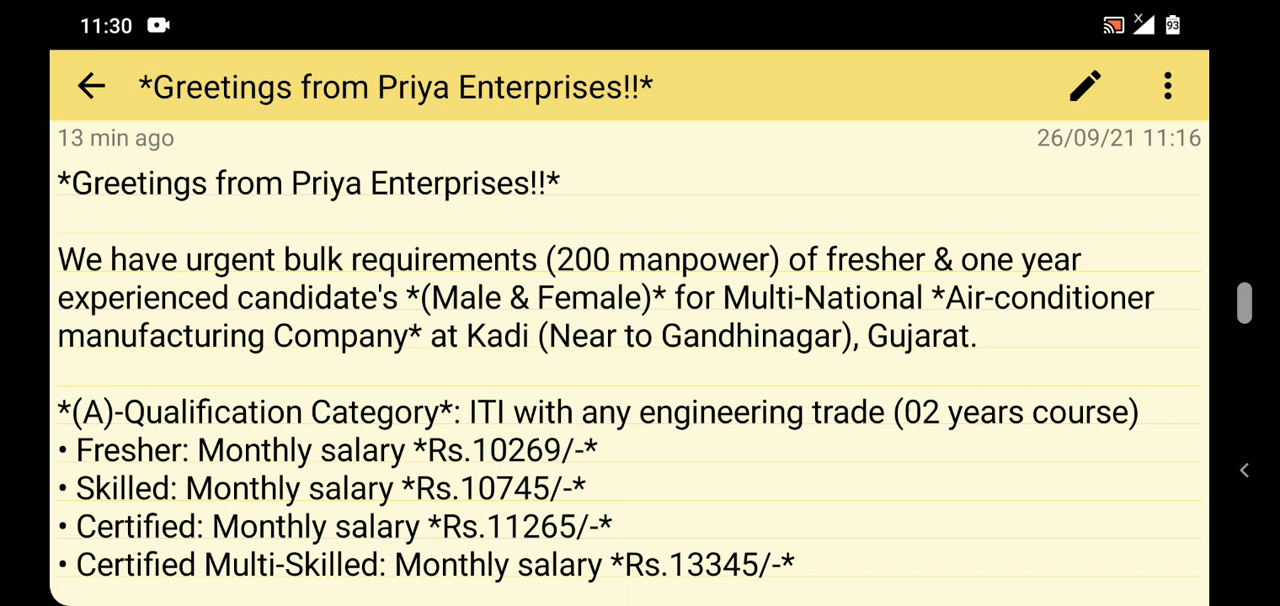 11:30
93
*Greetings from Priya Enterprises!!*
13 min ago 26/09/21 11:16
*Greetings from Priya Enterprises!!*
We have urgent bulk requirements (200 manpower) of fresher & one year
experienced candidate's *(Male & Female)* for Multi-National *Air-conditioner
manufacturing Company* at Kadi (Near to Gandhinagar), Gujarat.
*(A)-Qualification Category*: ITI with any engineering trade (02 years course)
• Fresher: Monthly salary *Rs.10269/-*
• Skilled: Monthly salary *Rs.10745/-*
• Certified: Monthly salary *Rs.11265/-*
• Certified Multi-Skilled: Monthly salary *Rs.13345/-*